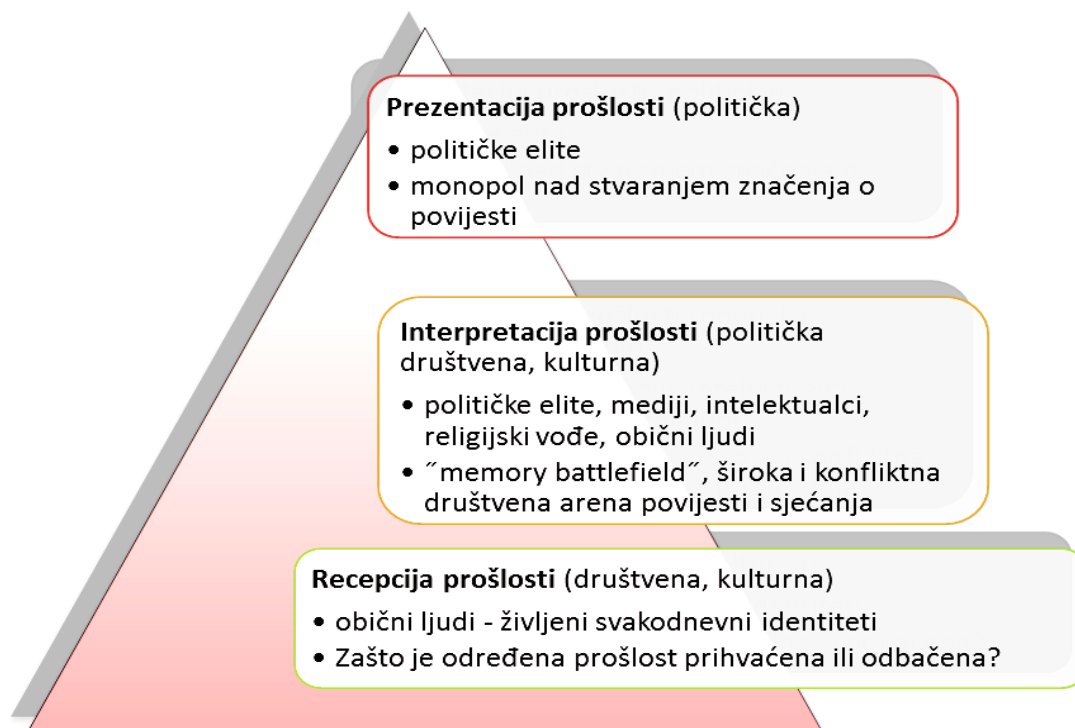 Prezentacija prošlosti (politička)
• političke elite
• monopol nad stvaranjem značenja o
povijesti
Interpretacija prošlosti (politička
društvena, kulturna)
• političke elite, mediji, intelektualci,
religijski vođe, obični ljudi
• ˝memory battlefield˝, široka i konfliktna
društvena arena povijesti i sjećanja
Recepcija prošlosti (društvena, kulturna)
• obični ljudi - življeni svakodnevni identiteti
• Zašto je određena prošlost prihvaćena ili odbačena?